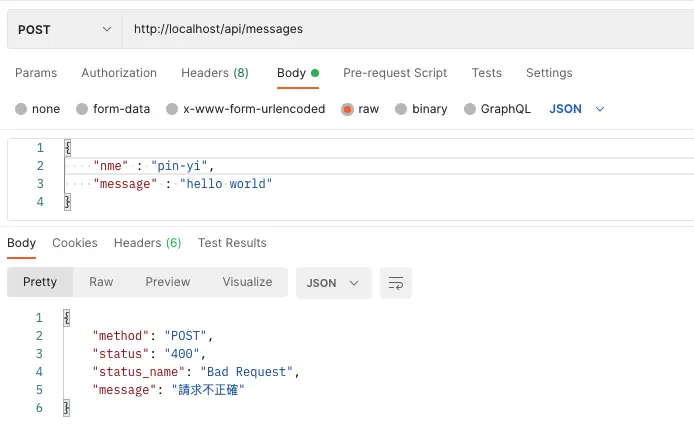 POST http://localhost/api/messages
Params Authorization Headers (8) Body Pre-request Script Tests Settings
none form-data x-www-form-urlencoded raw binary GraphQL JSON
1 {
2 "nme" : "pin-yi",
3 "message" : "hello world"
4 }
Body Cookies Headers (6) Test Results
Pretty Raw Preview Visualize JSON
1 {
2 "method": "POST",
3 "status": "400",
4 "status_name": "Bad Request",
5 "message": "請求不正確"
6 }